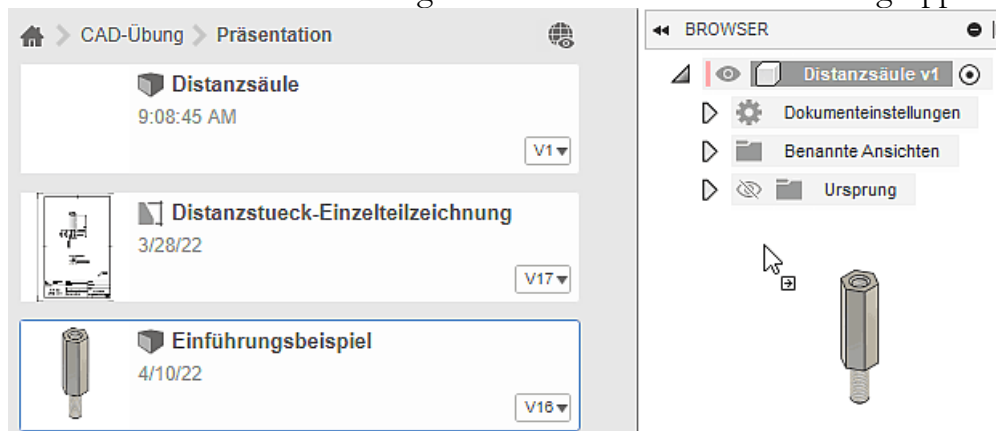 CAD-Übung > Präsentation
Distanzsäule
9:08:45 AM
V1
Distanzstueck-Einzelteilzeichnung
3/28/22
V17
Einführungsbeispiel
4/10/22
V16
BROWSER
Distanzsäule v1
Dokumenteinstellungen
Benannte Ansichten
Ursprung